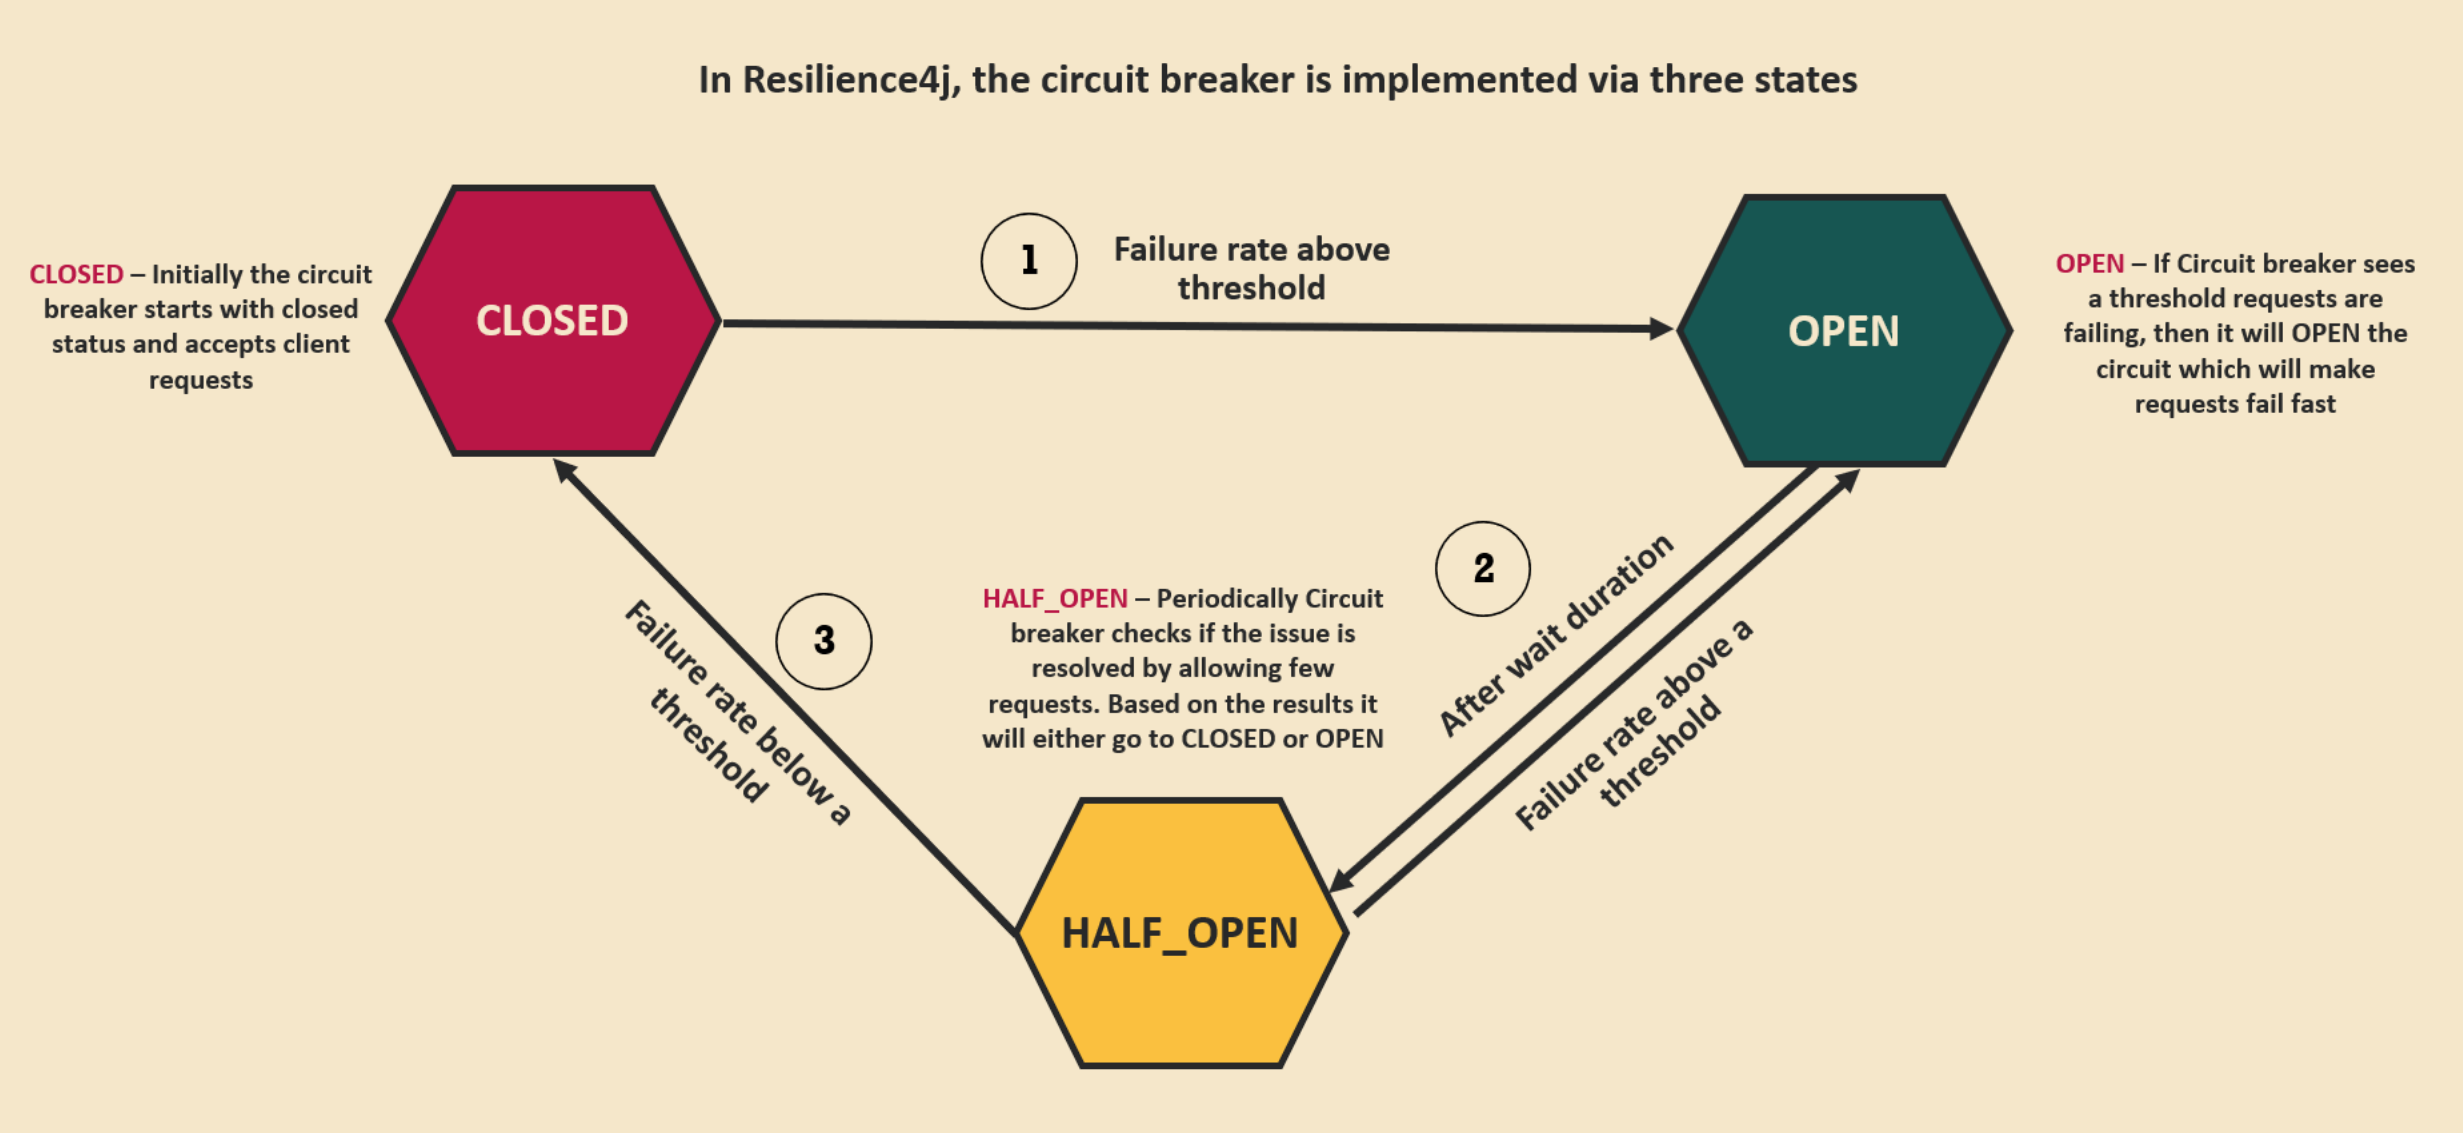 In Resilience4j, the circuit breaker is implemented via three states
CLOSED – Initially the circuit
breaker starts with closed
status and accepts client
requests
CLOSED
1
Failure rate above
threshold
OPEN
OPEN – If Circuit breaker sees
a threshold requests are
failing, then it will OPEN the
circuit which will make
requests fail fast
2
After wait duration
Failure rate above a
threshold
HALF_OPEN – Periodically Circuit
breaker checks if the issue is
resolved by allowing few
requests. Based on the results it
will either go to CLOSED or OPEN
3
Failure rate below a
threshold
HALF_OPEN